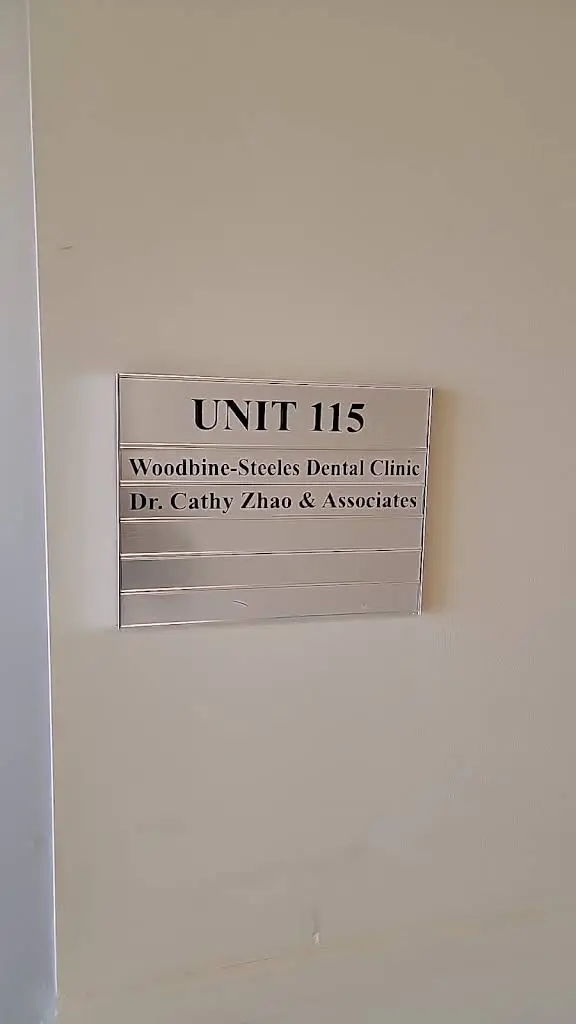 UNIT 115
Woodbine-Steeles Dental Clinic
Dr. Cathy Zhao & Associates